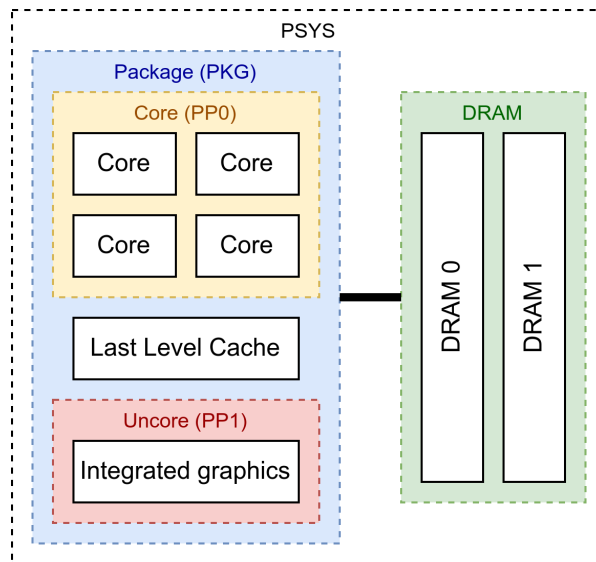 PSYS
Package (PKG)
Core (PP0)
Core
Core
Core
Core
Last Level Cache
Uncore (PP1)
Integrated graphics
DRAM
DRAM 0
DRAM 1